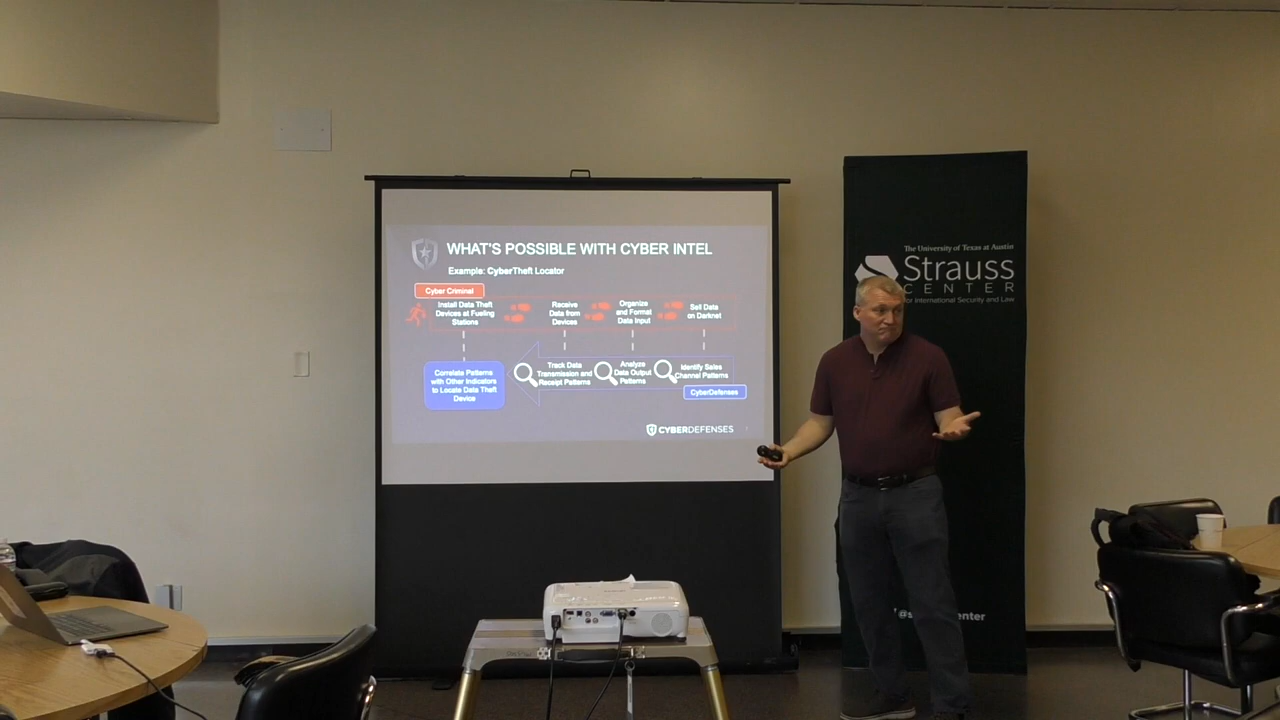 WHAT'S POSSIBLE WITH CYBER INTEL
Example: CyberTheft Locator
Cyber Criminal
Install Data Theft
Devices at Fueling
Stations
Receive
Data from
Devices
Organize
and Format
Data Input
Sell Data
on Darknet
Correlate Patterns
with Other Indicators
to Locate Data Theft
Device
Track Data
Transmission and
Receipt Patterns
Analyze
Data Output
Patterns
Identify Sales
Channel Patterns
CyberDefenses
CYBERDEFENSES
The University of Texas at Austin
Strauss
CENTER
for International Security and Law